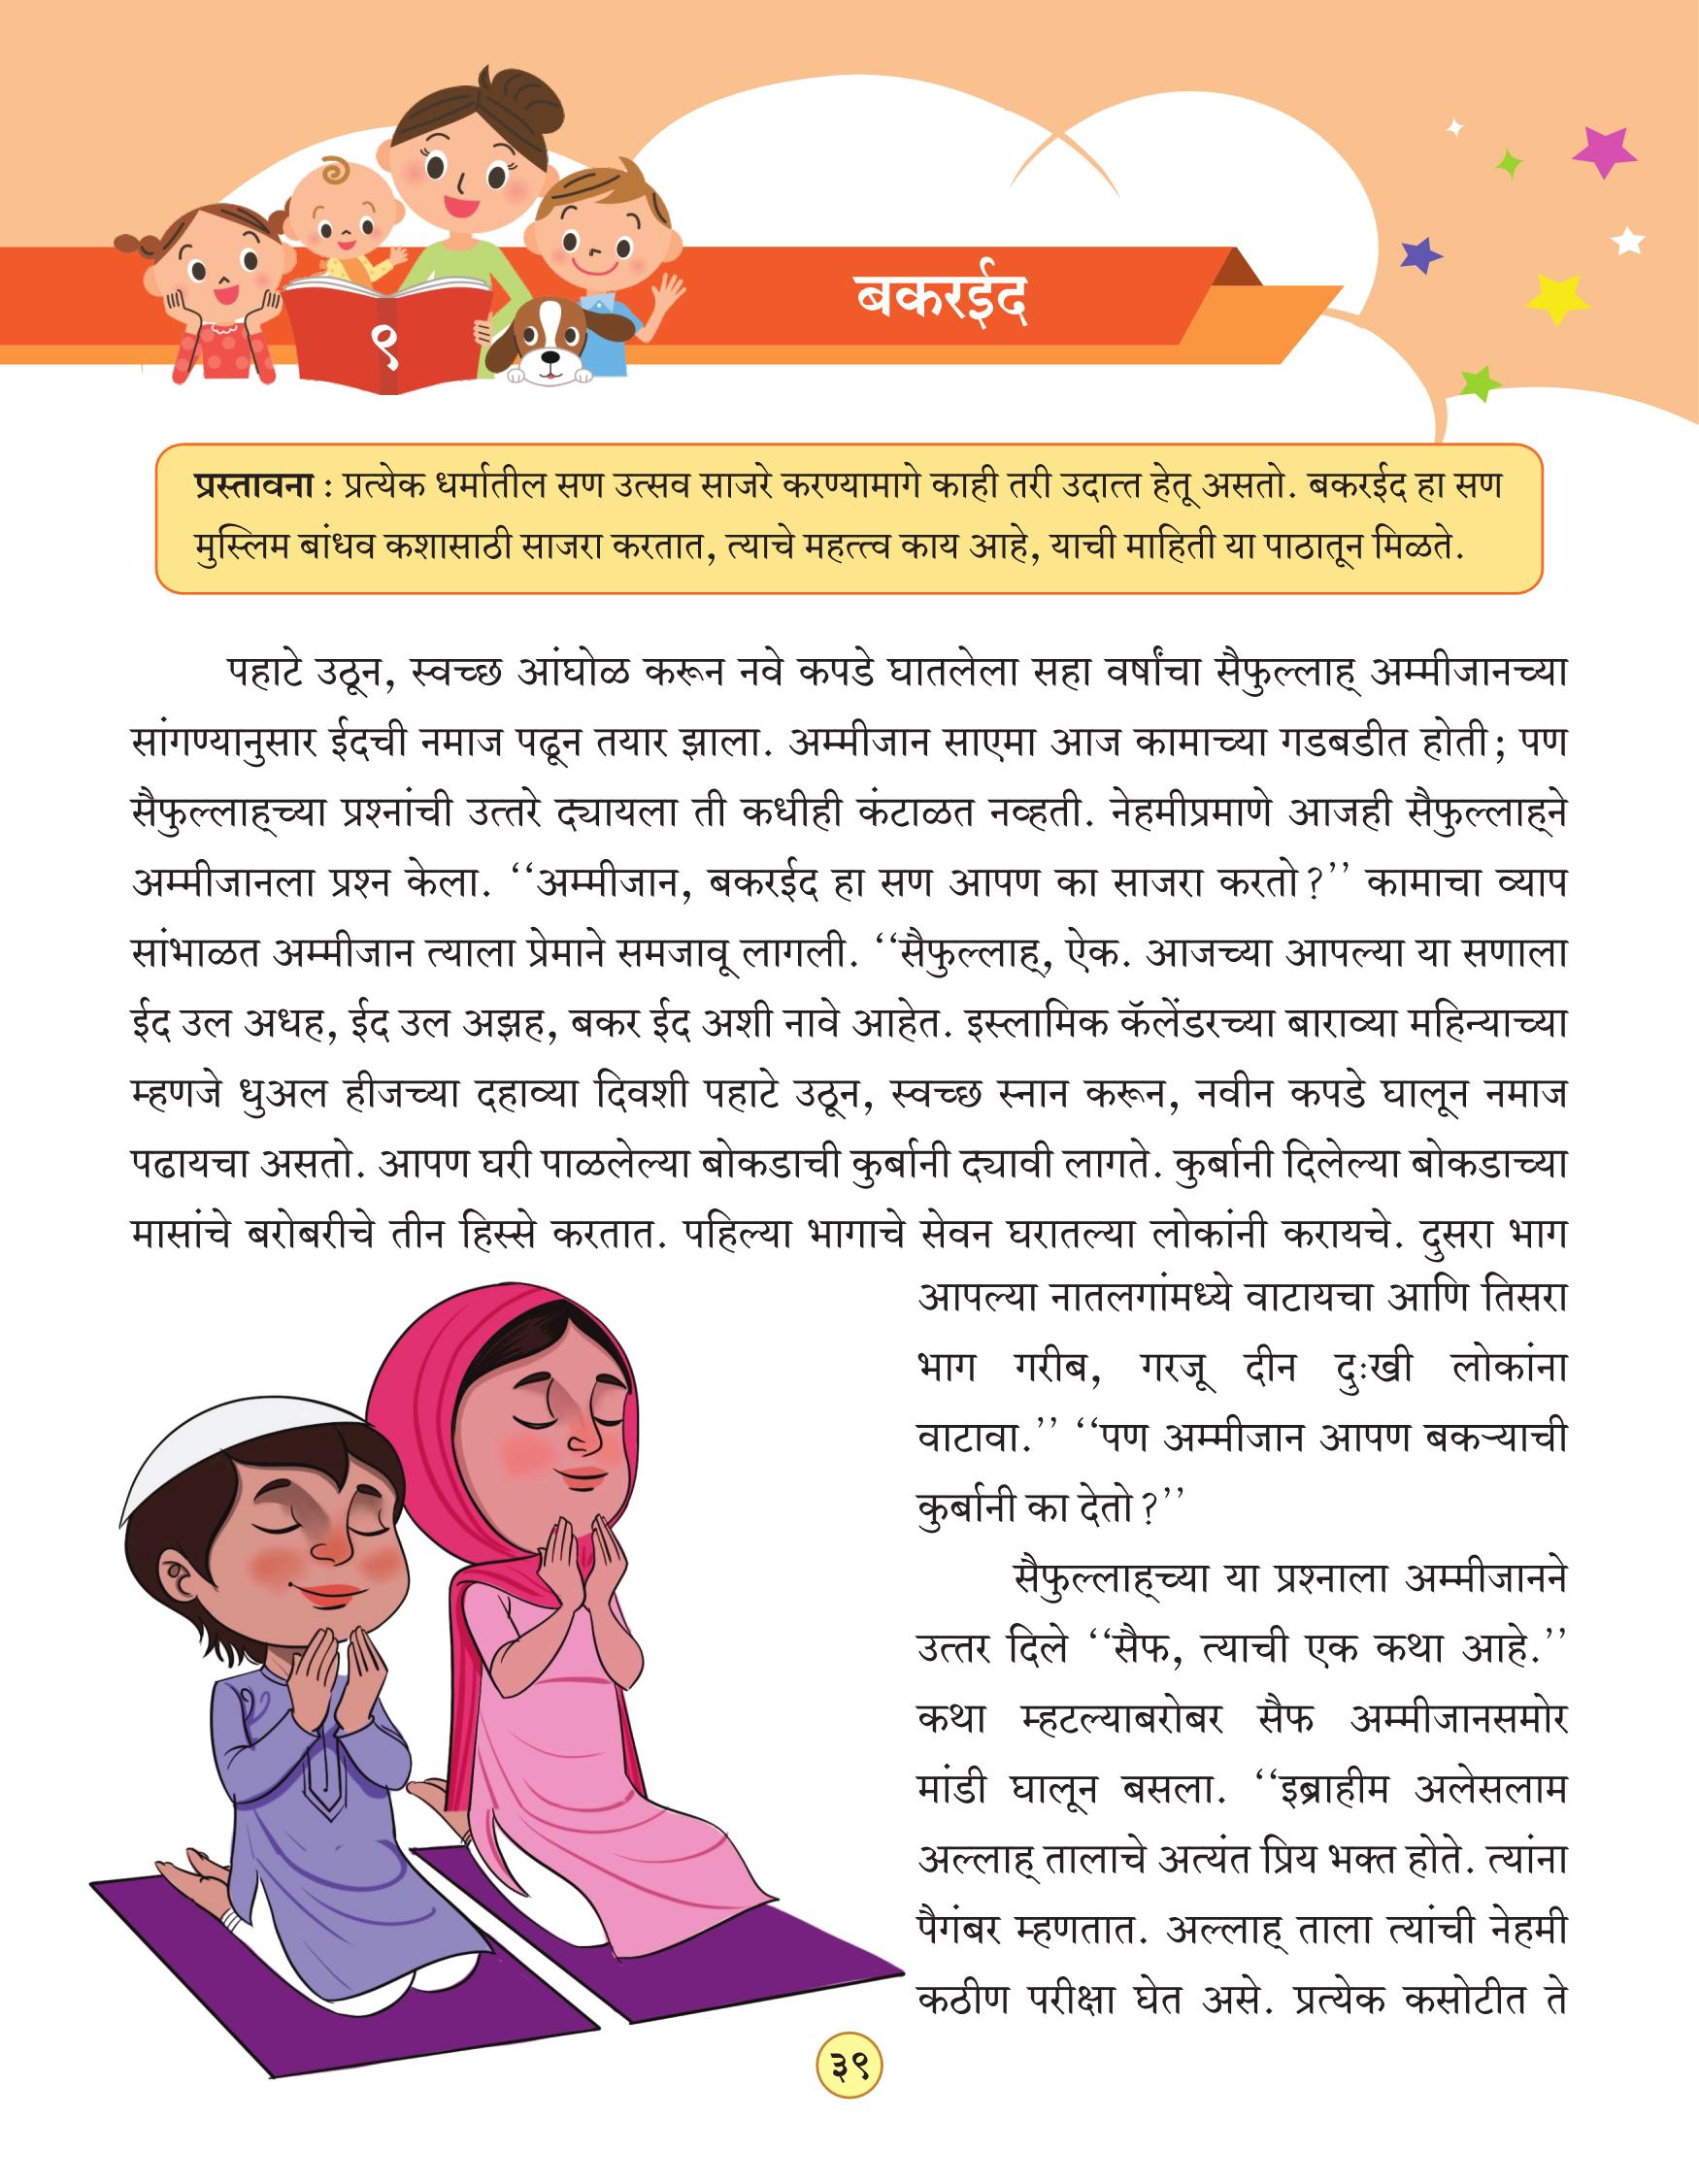 बकरईद
९
प्रस्तावना : प्रत्येक धर्मातील सण उत्सव साजरे करण्यामागे काही तरी उदात्त हेतू असतो. बकरईद हा सण
मुस्लिम बांधव कशासाठी साजरा करतात, त्याचे महत्त्व काय आहे, याची माहिती या पाठातून मिळते.
पहाटे उठून, स्वच्छ आंघोळ करून नवे कपडे घातलेला सहा वर्षांचा सैफुल्लाह् अम्मीजानच्या
सांगण्यानुसार ईदची नमाज पढून तयार झाला. अम्मीजान साएमा आज कामाच्या गडबडीत होती; पण
सैफुल्लाह्च्या प्रश्नांची उत्तरे द्यायला ती कधीही कंटाळत नव्हती. नेहमीप्रमाणे आजही सैफुल्लाह्ने
अम्मीजानला प्रश्न केला. ‘‘अम्मीजान, बकरईद हा सण आपण का साजरा करतो?’’ कामाचा व्याप
सांभाळत अम्मीजान त्याला प्रेमाने समजावू लागली. ‘‘सैफुल्लाह्, ऐक. आजच्या आपल्या या सणाला
ईद उल अधह, ईद उल अझह, बकर ईद अशी नावे आहेत. इस्लामिक कॅलेंडरच्या बाराव्या महिन्याच्या
म्हणजे धुअल हीजच्या दहाव्या दिवशी पहाटे उठून, स्वच्छ स्नान करून, नवीन कपडे घालून नमाज
पढायचा असतो. आपण घरी पाळलेल्या बोकडाची कुर्बानी द्यावी लागते. कुर्बानी दिलेल्या बोकडाच्या
मासांचे बरोबरीचे तीन हिस्से करतात. पहिल्या भागाचे सेवन घरातल्या लोकांनी करायचे. दुसरा भाग
आपल्या नातलगांमध्ये वाटायचा आणि तिसरा
भाग गरीब, गरजू दीन दुःखी लोकांना
वाटावा.’’ ‘‘पण अम्मीजान आपण बकऱ्याची
कुर्बानी का देतो?’’
सैफुल्लाह्च्या या प्रश्नाला अम्मीजानने
उत्तर दिले ‘‘सैफ, त्याची एक कथा आहे.’’
कथा म्हटल्याबरोबर सैफ अम्मीजानसमोर
मांडी घालून बसला. ‘‘इब्राहीम अलेसलाम
अल्लाह् तालाचे अत्यंत प्रिय भक्त होते. त्यांना
पैगंबर म्हणतात. अल्लाह् ताला त्यांची नेहमी
कठीण परीक्षा घेत असे. प्रत्येक कसोटीत ते
३९